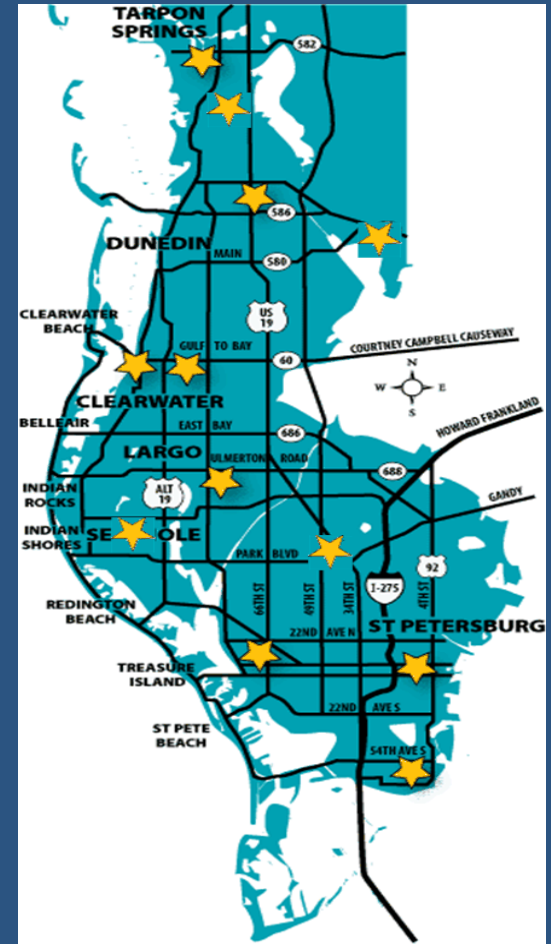 TARPON
SPRINGS
582
586
DUNEDIN
MAIN
580
US
19
CLEARWATER
BEACH
GULF TO BAY
60
COURTNEY CAMPBELL CAUSEWAY
N
W E
S
CLEARWATER
BELLEAIR
EAST BAY
686
HOWARD FRANKLAND
LARGO
ULMERTON ROAD
688
INDIAN
ROCKS
ALT
19
GANDY
INDIAN
SHORES
SE OLE
PARK BLVD
92
66TH ST
49TH ST
34TH ST
I-275
4TH ST
REDINGTON
BEACH
22ND AVE N
ST PETERSBURG
TREASURE
ISLAND
22ND AVE S
ST PETE
BEACH
54TH AVE S